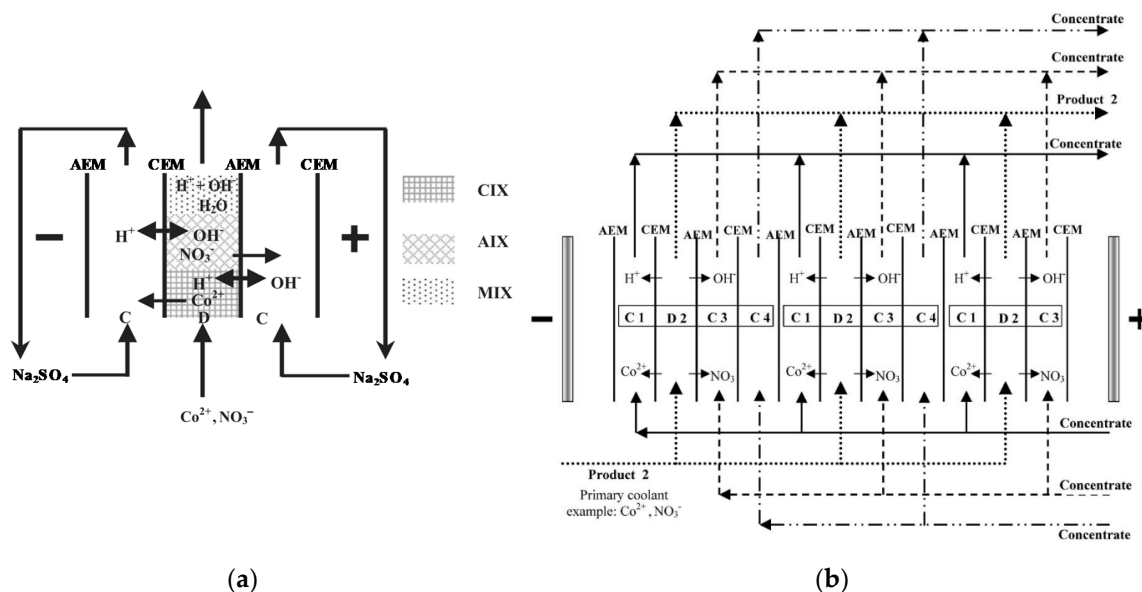 AEM CEM AEM CEM
H⁺ + OH⁻
H₂O
−
H⁺
OH⁻
NO₃⁻
+
H⁺
OH⁻
Co²⁺
C D C
Na₂SO₄
Na₂SO₄
Co²⁺, NO₃⁻
CIX
AIX
MIX
(a)
Concentrate
Concentrate
Product 2
Concentrate
AEM CEM AEM CEM AEM CEM AEM CEM AEM CEM AEM CEM
H⁺ OH⁻ H⁺ OH⁻ H⁺ OH⁻
− C 1 D 2 C 3 C 4 C 1 D 2 C 3 C 4 C 1 D 2 C 3 +
Co²⁺ NO₃ Co²⁺ NO₃ Co²⁺ NO₃
Concentrate
Product 2
Primary coolant
example: Co²⁺, NO₃⁻
Concentrate
Concentrate
(b)